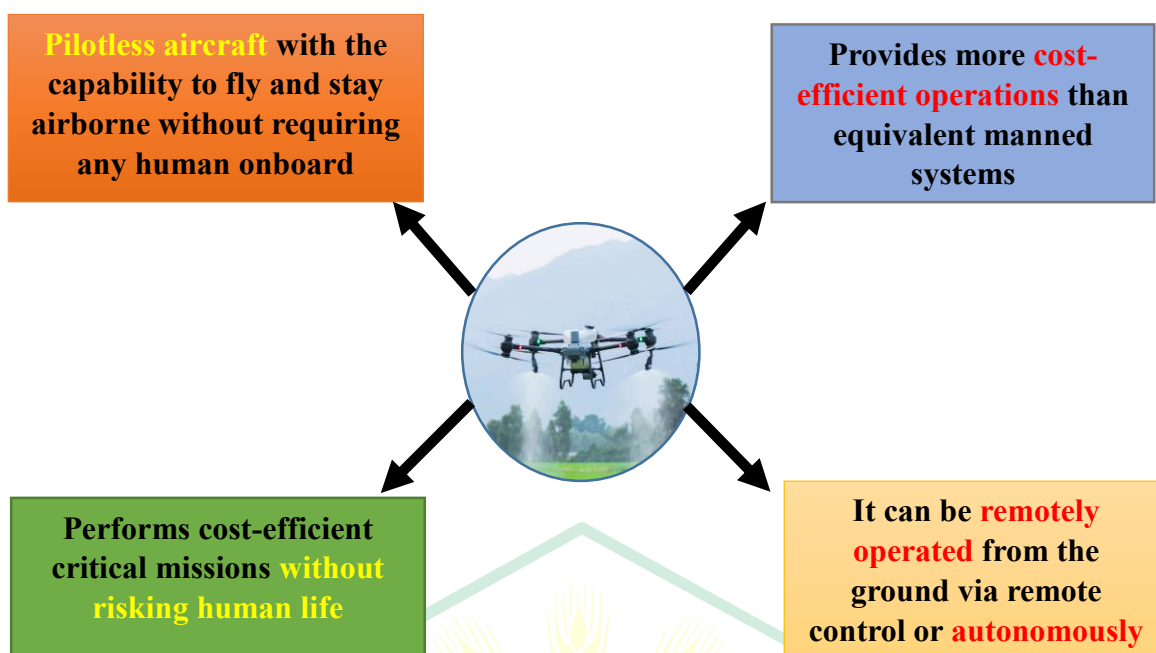 Pilotless aircraft with the
capability to fly and stay
airborne without requiring
any human onboard
Provides more cost-
efficient operations than
equivalent manned
systems
Performs cost-efficient
critical missions without
risking human life
It can be remotely
operated from the
ground via remote
control or autonomously